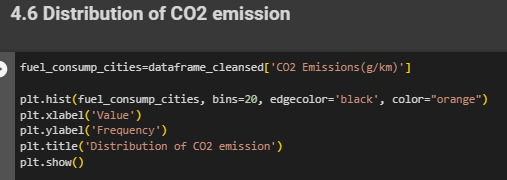 4.6 Distribution of CO2 emission
fuel_consump_cities=dataframe_cleansed['CO2 Emissions(g/km)']
plt.hist(fuel_consump_cities, bins=20, edgecolor='black', color="orange")
plt.xlabel('Value')
plt.ylabel('Frequency')
plt.title('Distribution of CO2 emission')
plt.show()